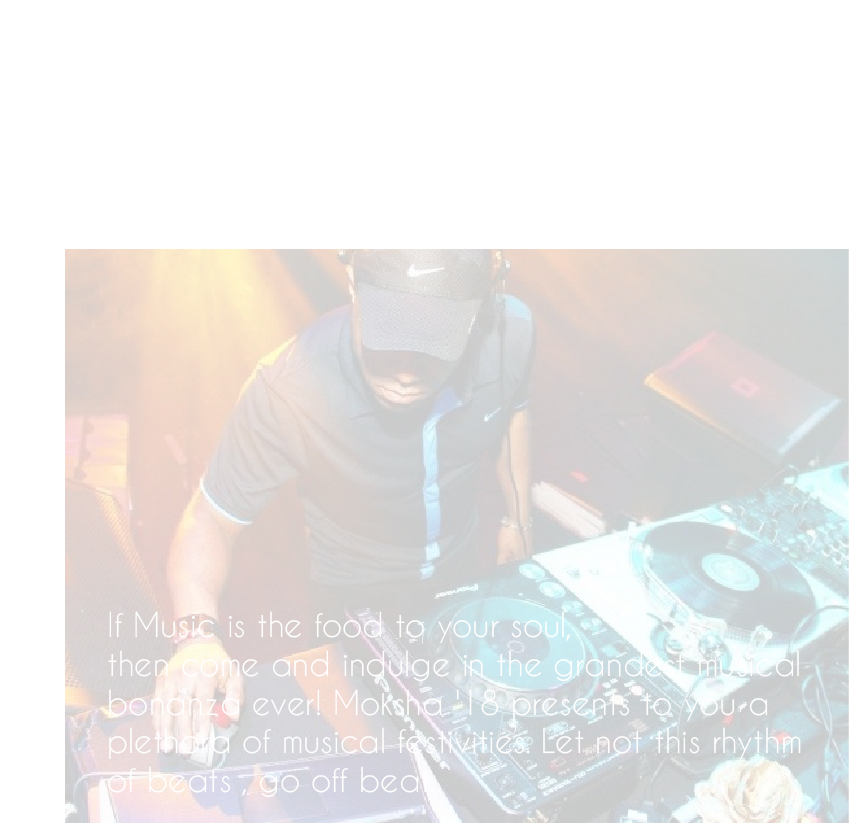 If Music is the food to your soul,
then come and indulge in the grandest musical
bonanza ever! Moksha '18 presents to you a
plethora of musical festivities. Let not this rhythm
of beats , go off beat.